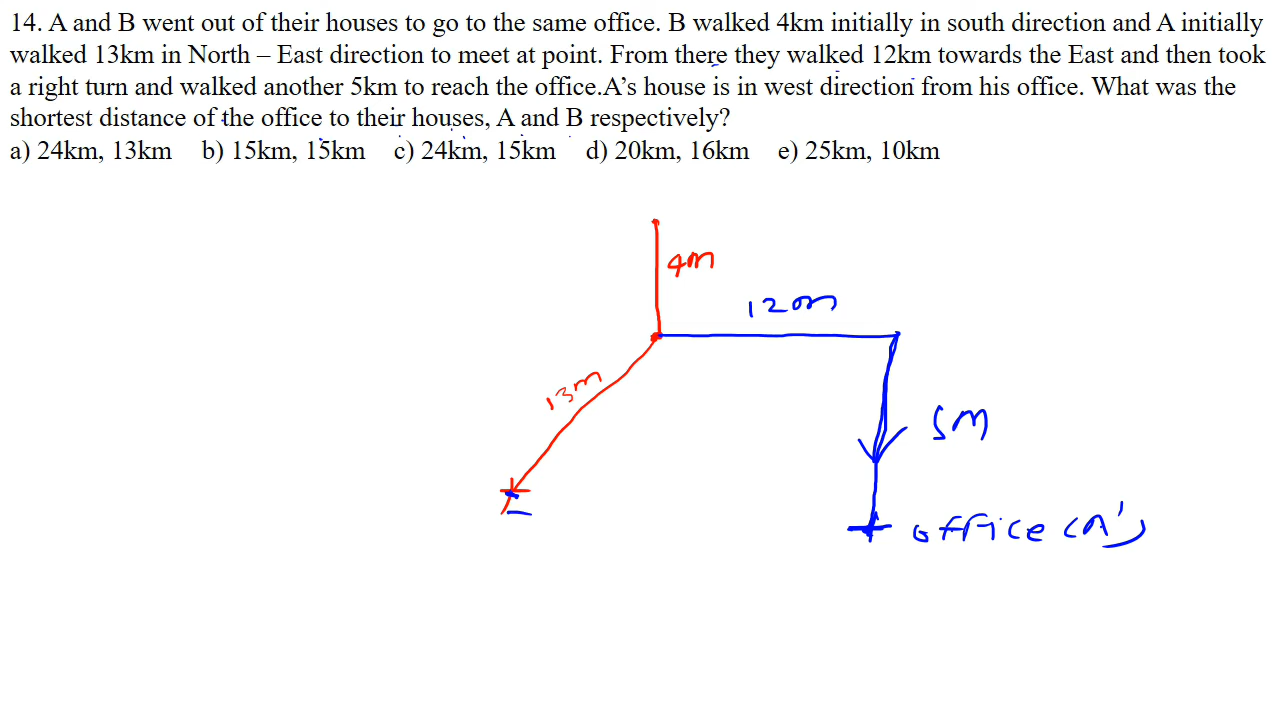 14. A and B went out of their houses to go to the same office. B walked 4km initially in south direction and A initially
walked 13km in North – East direction to meet at point. From there they walked 12km towards the East and then took
a right turn and walked another 5km to reach the office.A’s house is in west direction from his office. What was the
shortest distance of the office to their houses, A and B respectively?
a) 24km, 13km b) 15km, 15km c) 24km, 15km d) 20km, 16km e) 25km, 10km
4m
12m
13m
5m
office (A')